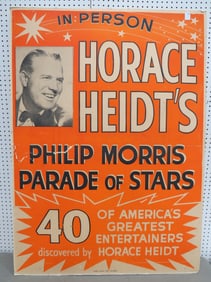 IN-PERSON
HORACE
HEIDT'S
PHILIP MORRIS
PARADE OF STARS
40 OF AMERICA'S
GREATEST
ENTERTAINERS
discovered by HORACE HEIDT